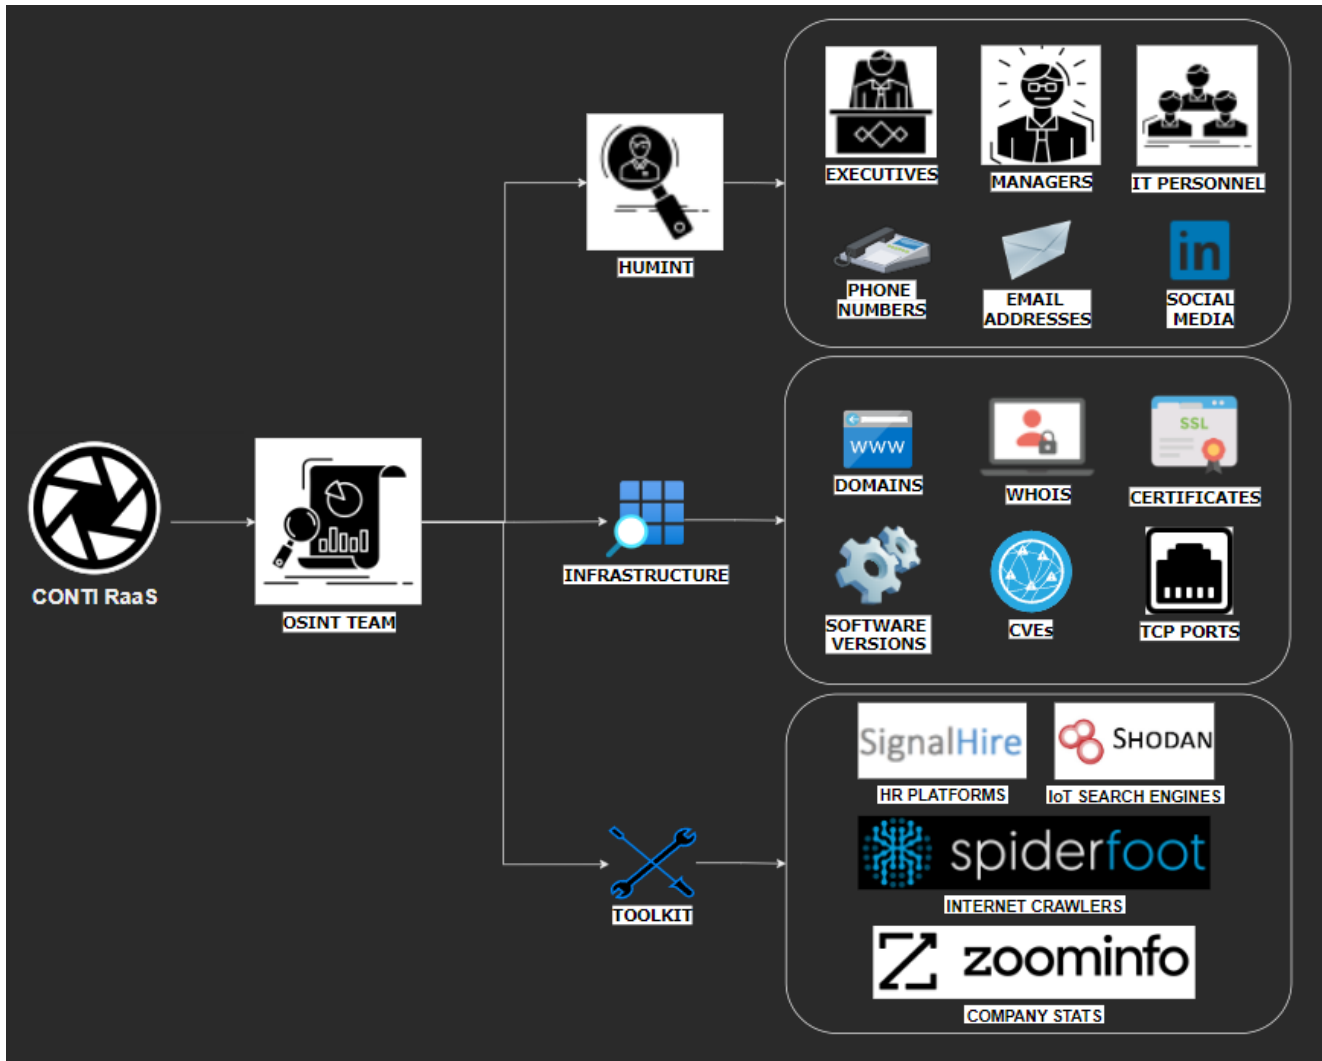 CONTI RaaS
OSINT TEAM
HUMINT
EXECUTIVES
MANAGERS
IT PERSONNEL
PHONE
NUMBERS
EMAIL
ADDRESSES
in
SOCIAL
MEDIA
INFRASTRUCTURE
www
DOMAINS
WHOIS
SSL
CERTIFICATES
SOFTWARE
VERSIONS
CVEs
TCP PORTS
TOOLKIT
SignalHire
HR PLATFORMS
SHODAN
IoT SEARCH ENGINES
spiderfoot
INTERNET CRAWLERS
zoominfo
COMPANY STATS